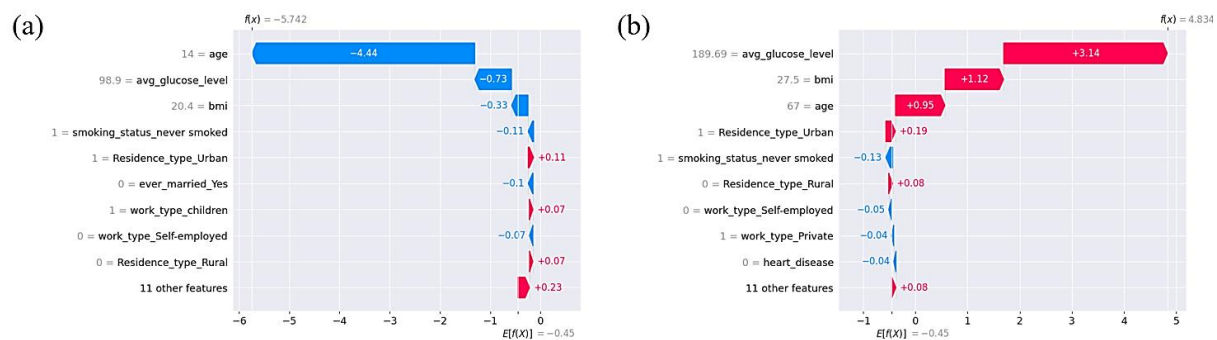 (a)
f(x) = −5.742
14 = age
−4.44
98.9 = avg_glucose_level
−0.73
20.4 = bmi
−0.33
1 = smoking_status_never smoked
−0.11
1 = Residence_type_Urban
+0.11
0 = ever_married_Yes
−0.1
1 = work_type_children
+0.07
0 = work_type_Self-employed
−0.07
0 = Residence_type_Rural
+0.07
11 other features
+0.23
−6 −5 −4 −3 −2 −1 0
E[f(X)] = −0.45
(b)
f(x) = 4.834
189.69 = avg_glucose_level
+3.14
27.5 = bmi
+1.12
67 = age
+0.95
1 = Residence_type_Urban
+0.19
1 = smoking_status_never smoked
−0.13
0 = Residence_type_Rural
+0.08
0 = work_type_Self-employed
−0.05
1 = work_type_Private
−0.04
0 = heart_disease
−0.04
11 other features
+0.08
−1 0 1 2 3 4 5
E[f(X)] = −0.45